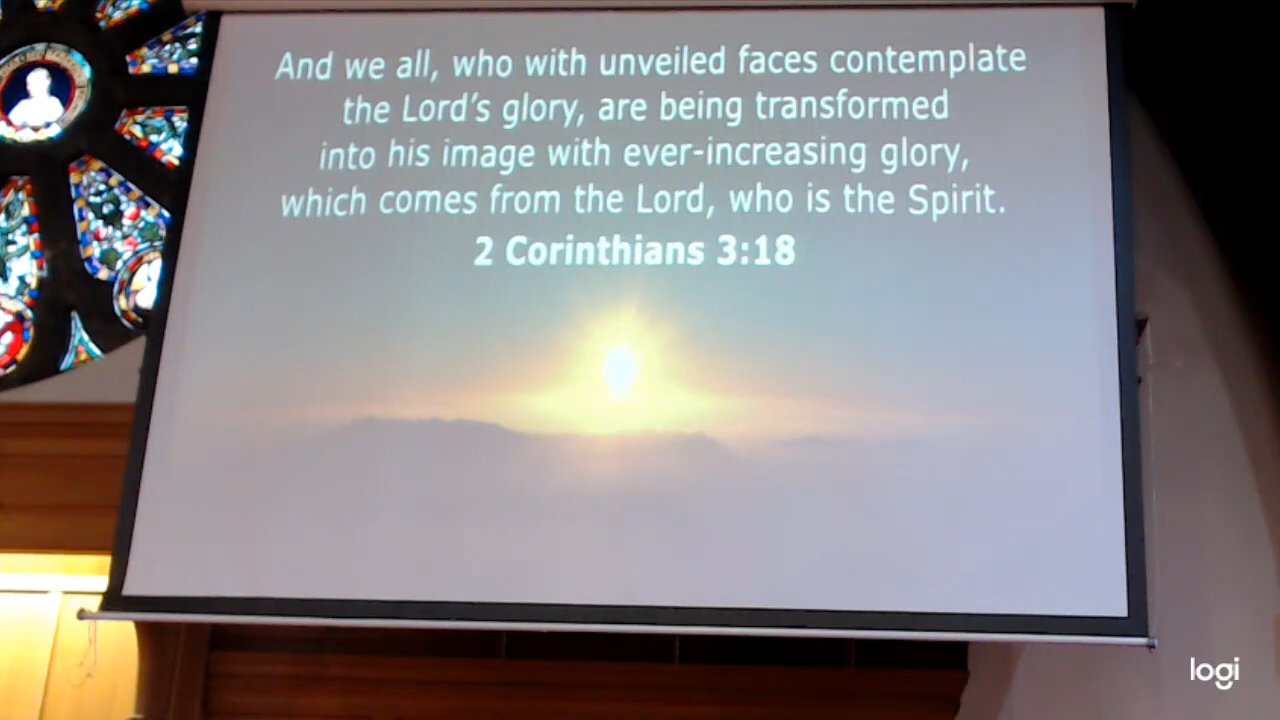 And we all, who with unveiled faces contemplate
the Lord's glory, are being transformed
into his image with ever-increasing glory,
which comes from the Lord, who is the Spirit.
2 Corinthians 3:18
logi